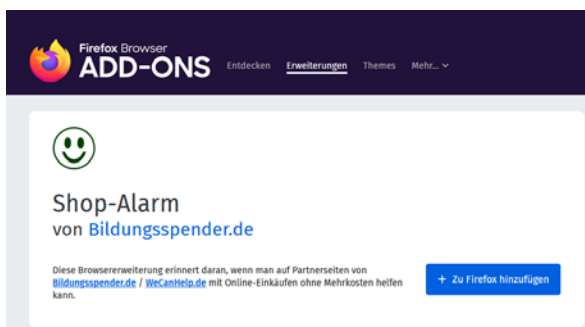 Firefox Browser
ADD-ONS
Entdecken Erweiterungen Themes Mehr...
Shop-Alarm
von Bildungsspender.de
Diese Browsererweiterung erinnert daran, wenn man auf Partnerseiten von
Bildungsspender.de / WeCanHelp.de mit Online-Einkäufen ohne Mehrkosten helfen
kann.
+ Zu Firefox hinzufügen